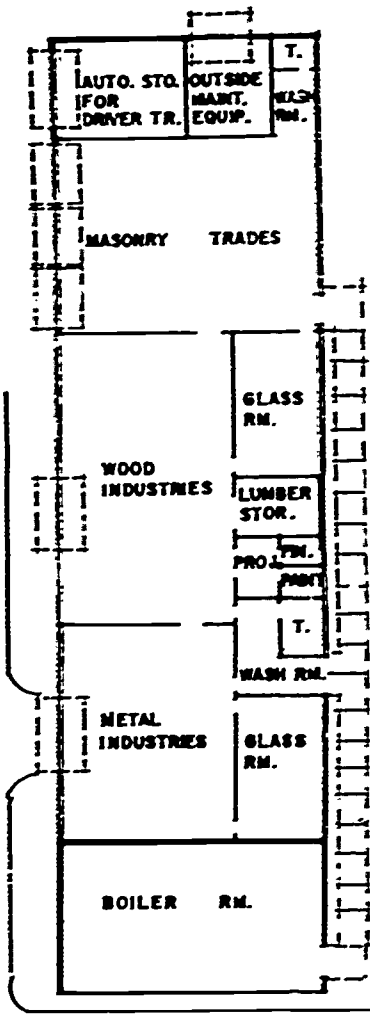 AUTO. STO.
FOR
DRIVER TR.
OUTSIDE
MAINT.
EQUIP.
T.
WASH
RM.
MASONRY TRADES
GLASS
RM.
WOOD
INDUSTRIES
LUMBER
STOR.
PROJ.
FIN.
PAINT
T.
WASH RM.
METAL
INDUSTRIES
GLASS
RM.
BOILER RM.